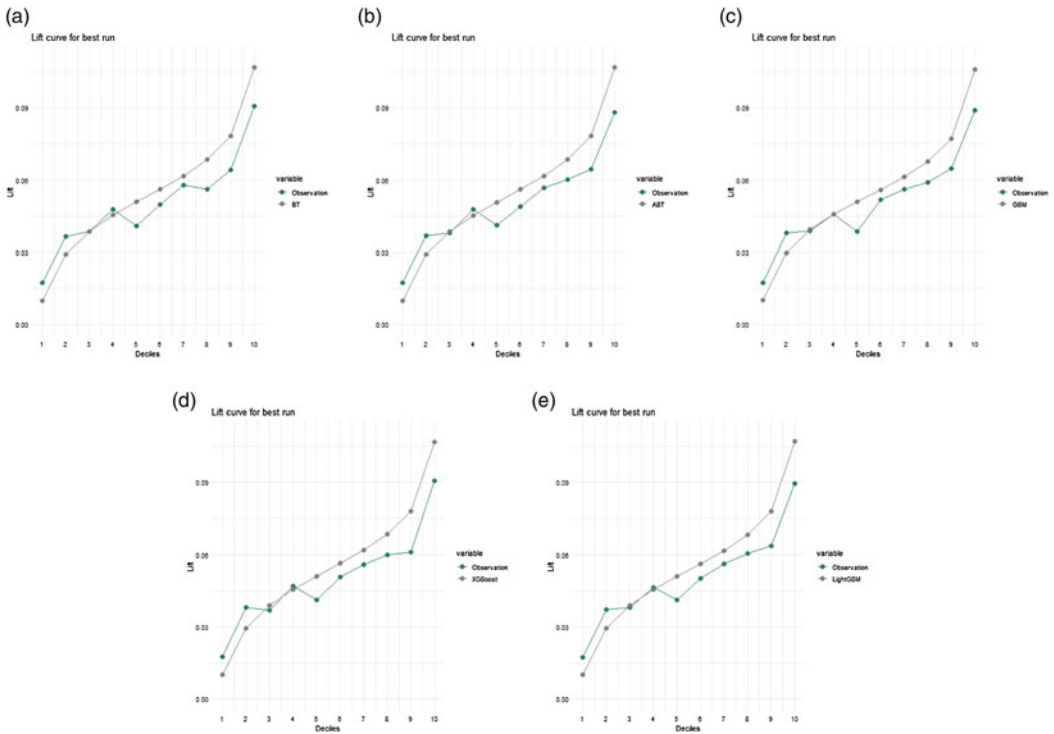 (a)
Lift curve for best run
0.09
0.06
0.03
0.00
Lift
1 2 3 4 5 6 7 8 9 10
Deciles
variable
Observation
BT
(b)
Lift curve for best run
0.09
0.06
0.03
0.00
Lift
1 2 3 4 5 6 7 8 9 10
Deciles
variable
Observation
ABT
(c)
Lift curve for best run
0.09
0.06
0.03
0.00
Lift
1 2 3 4 5 6 7 8 9 10
Deciles
variable
Observation
GBM
(d)
Lift curve for best run
0.09
0.06
0.03
0.00
Lift
1 2 3 4 5 6 7 8 9 10
Deciles
variable
Observation
XGBoost
(e)
Lift curve for best run
0.09
0.06
0.03
0.00
Lift
1 2 3 4 5 6 7 8 9 10
Deciles
variable
Observation
LightGBM